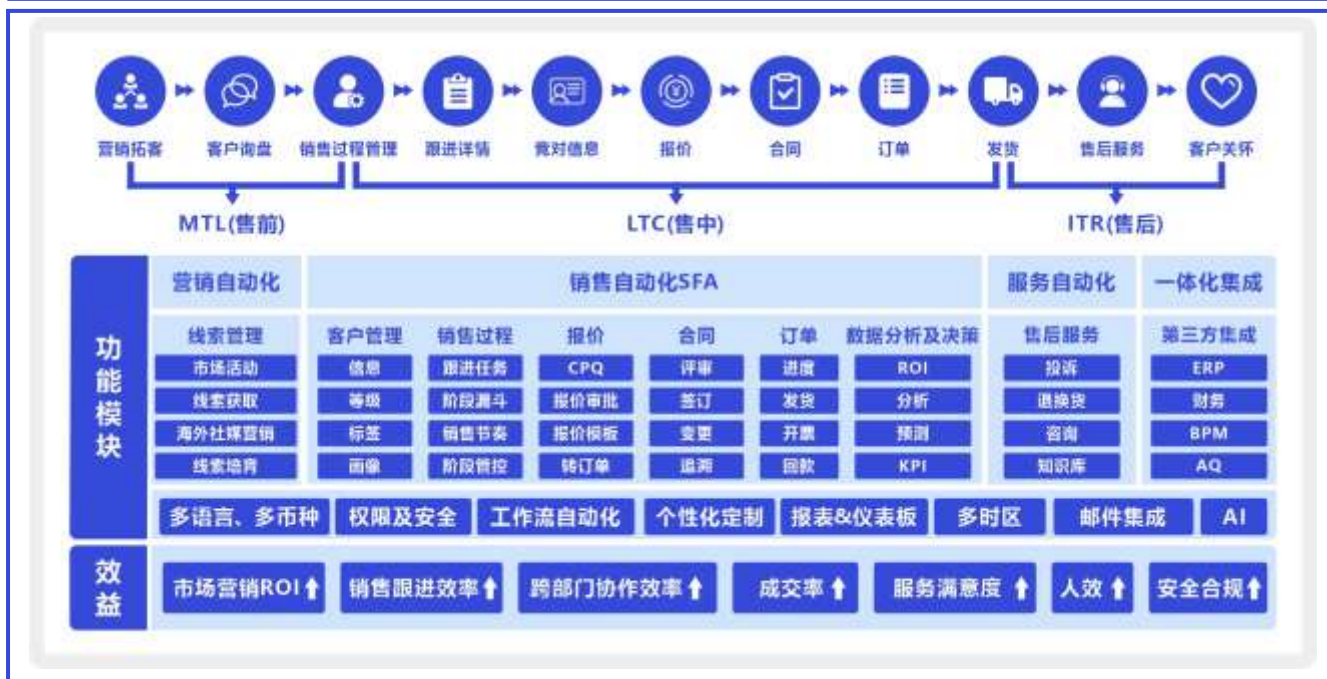 营销拓客 客户询盘 销售过程管理 跟进详情 竞对信息 报价 合同 订单 发货 售后服务 客户关怀
MTL(售前) LTC(售中) ITR(售后)
功能模块
营销自动化 销售自动化SFA 服务自动化 一体化集成
线索管理 客户管理 销售过程 报价 合同 订单 数据分析及决策 售后服务 第三方集成
市场活动 信息 跟进任务 CPQ 评审 进度 ROI 投诉 ERP
线索获取 等级 阶段漏斗 报价审批 签订 发货 分析 退换货 财务
海外社媒营销 标签 销售节奏 报价模板 变更 开票 预测 咨询 BPM
线索培育 画像 阶段管控 转订单 追溯 回款 KPI 知识库 AQ
多语言、多币种 权限及安全 工作流自动化 个性化定制 报表&仪表板 多时区 邮件集成 AI
效益
市场营销ROI 销售跟进效率 跨部门协作效率 成交率 服务满意度 人效 安全合规